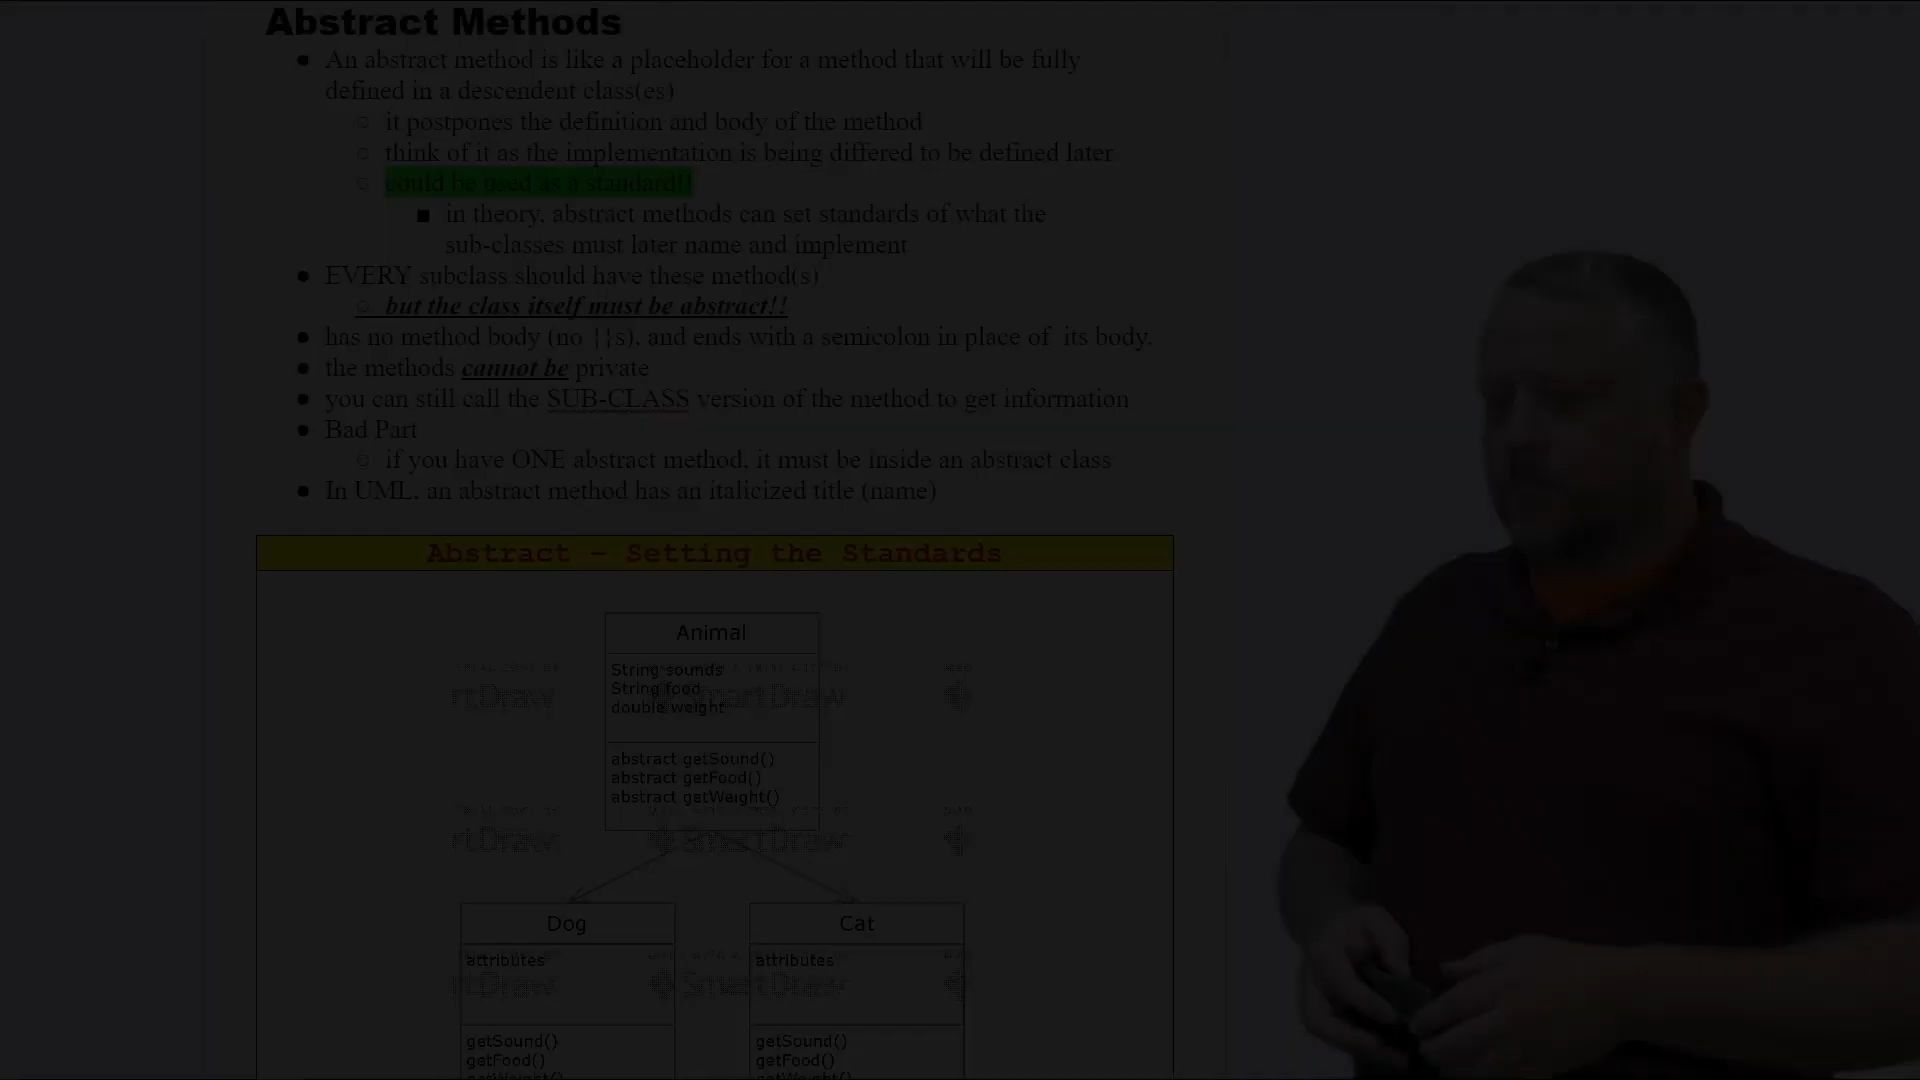 Abstract Methods
An abstract method is like a placeholder for a method that will be fully
defined in a descendent class(es)
it postpones the definition and body of the method
think of it as the implementation is being differed to be defined later
could be used as a standard!!
in theory, abstract methods can set standards of what the
sub-classes must later name and implement
EVERY subclass should have these method(s)
but the class itself must be abstract!!
has no method body (no {}s), and ends with a semicolon in place of its body.
the methods cannot be private
you can still call the SUB-CLASS version of the method to get information
Bad Part
if you have ONE abstract method, it must be inside an abstract class
In UML, an abstract method has an italicized title (name)
Abstract – Setting the Standards
Animal
String sounds
String food
double weight
rtDraw
SmartDraw
abstract getSound()
abstract getFood()
abstract getWeight()
rtDraw
SmartDraw
Dog
Cat
attributes
attributes
rtDraw
SmartDraw
getSound()
getSound()
getFood()
getFood()
getWeight()
getWeight()